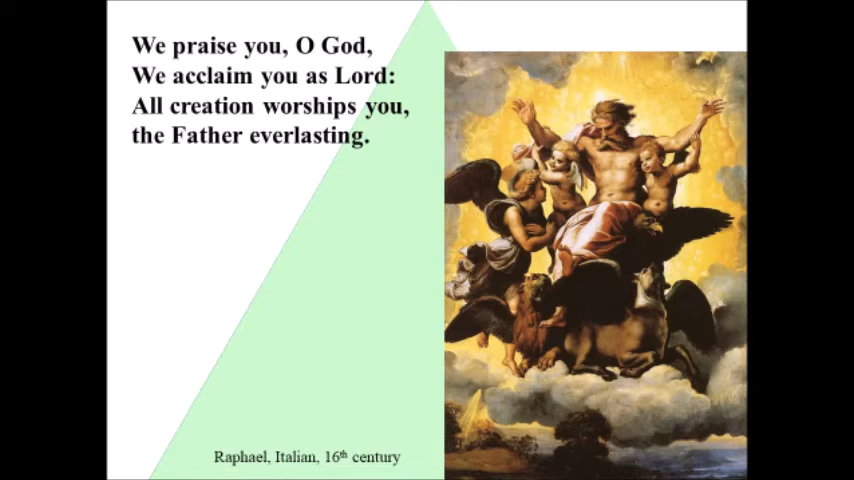 We praise you, O God,
We acclaim you as Lord:
All creation worships you,
the Father everlasting.
Raphael, Italian, 16th century